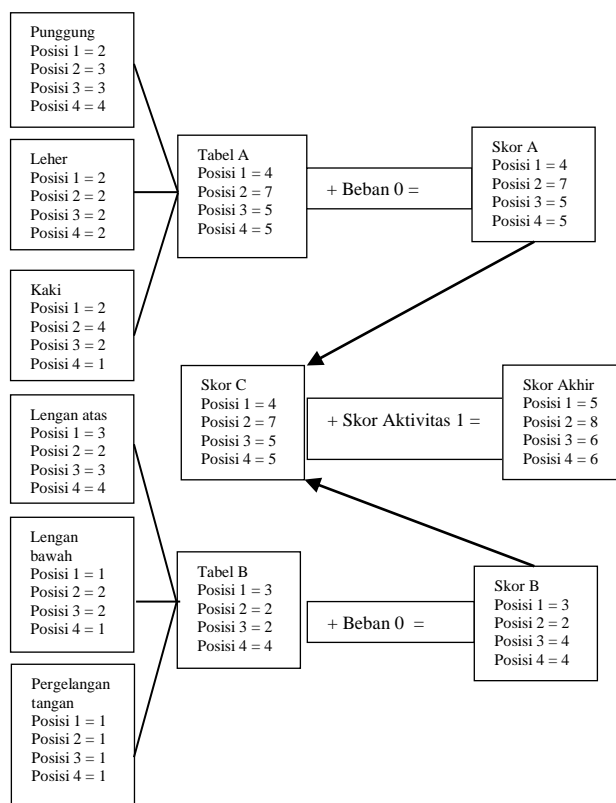 Punggung
Posisi 1 = 2
Posisi 2 = 3
Posisi 3 = 3
Posisi 4 = 4
Leher
Posisi 1 = 2
Posisi 2 = 2
Posisi 3 = 2
Posisi 4 = 2
Kaki
Posisi 1 = 2
Posisi 2 = 4
Posisi 3 = 2
Posisi 4 = 1
Tabel A
Posisi 1 = 4
Posisi 2 = 7
Posisi 3 = 5
Posisi 4 = 5
+ Beban 0 =
Skor A
Posisi 1 = 4
Posisi 2 = 7
Posisi 3 = 5
Posisi 4 = 5
Skor C
Posisi 1 = 4
Posisi 2 = 7
Posisi 3 = 5
Posisi 4 = 5
+ Skor Aktivitas 1 =
Skor Akhir
Posisi 1 = 5
Posisi 2 = 8
Posisi 3 = 6
Posisi 4 = 6
Lengan atas
Posisi 1 = 3
Posisi 2 = 2
Posisi 3 = 3
Posisi 4 = 4
Lengan
bawah
Posisi 1 = 1
Posisi 2 = 2
Posisi 3 = 2
Posisi 4 = 1
Pergelangan
tangan
Posisi 1 = 1
Posisi 2 = 1
Posisi 3 = 1
Posisi 4 = 1
Tabel B
Posisi 1 = 3
Posisi 2 = 2
Posisi 3 = 2
Posisi 4 = 4
+ Beban 0 =
Skor B
Posisi 1 = 3
Posisi 2 = 2
Posisi 3 = 4
Posisi 4 = 4